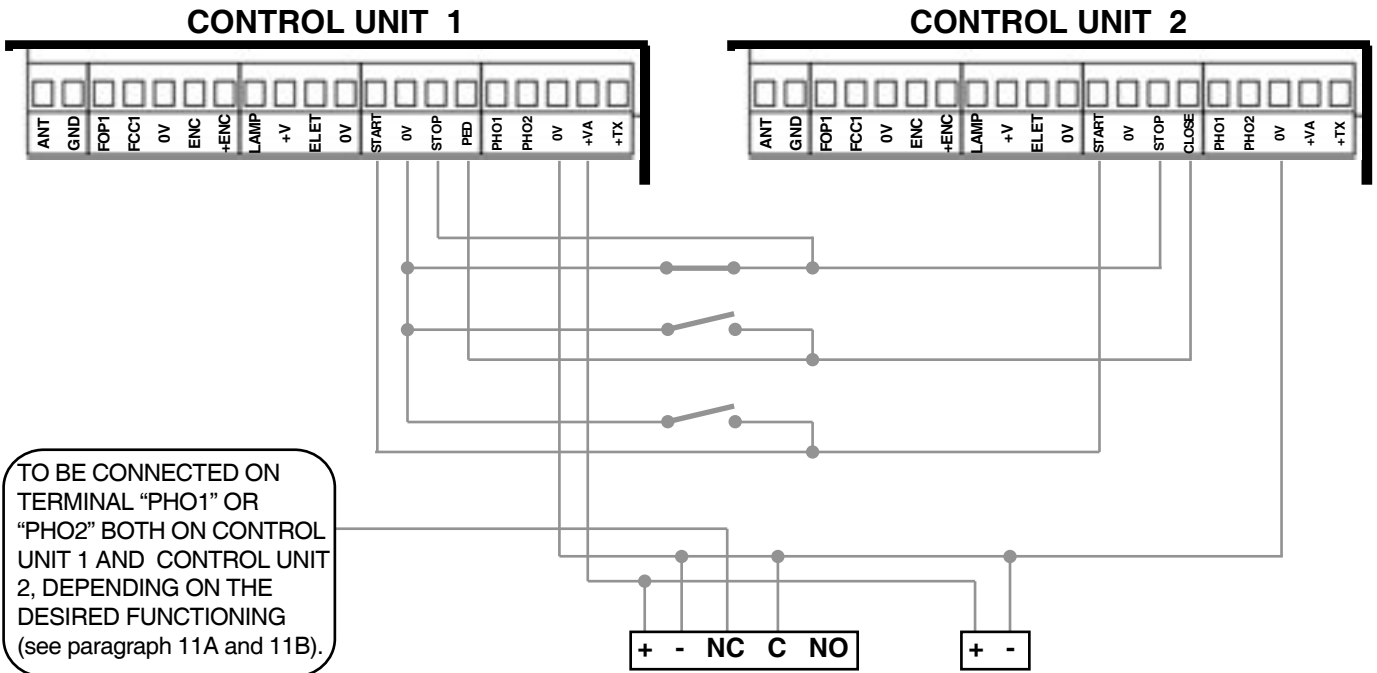 CONTROL UNIT 1
CONTROL UNIT 2
ANT GND FOP1 FCC1 0V ENC +ENC LAMP +V ELET 0V START 0V STOP PED PHO1 PHO2 0V +VA +TX
ANT GND FOP1 FCC1 0V ENC +ENC LAMP +V ELET 0V START 0V STOP CLOSE PHO1 PHO2 0V +VA +TX
TO BE CONNECTED ON
TERMINAL “PHO1” OR
“PHO2” BOTH ON CONTROL
UNIT 1 AND CONTROL UNIT
2, DEPENDING ON THE
DESIRED FUNCTIONING
(see paragraph 11A and 11B).
+ - NC C NO
+ -